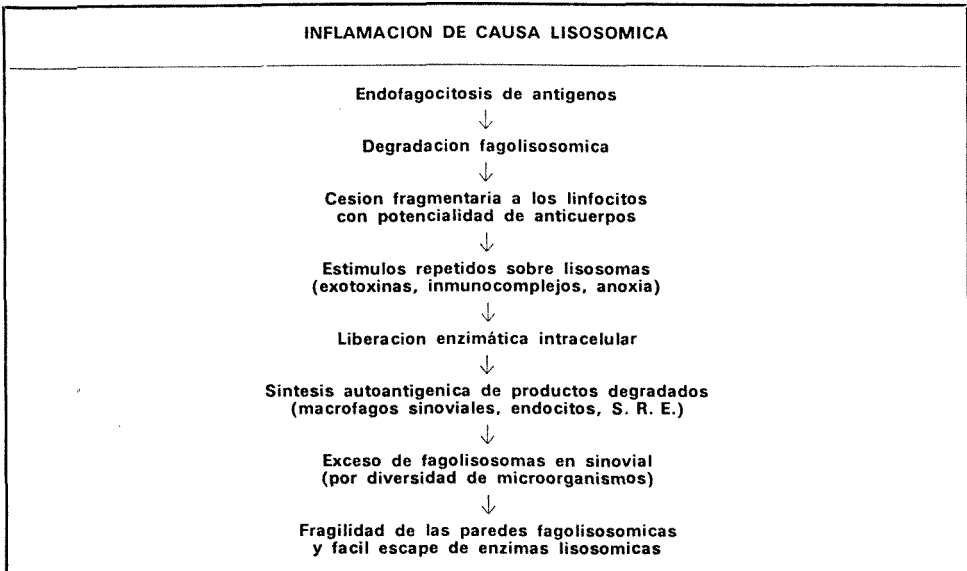 INFLAMACION DE CAUSA LISOSOMICA
Endofagocitosis de antigenos
↓
Degradacion fagolisosomica
↓
Cesion fragmentaria a los linfocitos
con potencialidad de anticuerpos
↓
Estimulos repetidos sobre lisosomas
(exotoxinas, inmunocomplejos, anoxia)
↓
Liberacion enzimática intracelular
↓
Sintesis autoantigenica de productos degradados
(macrofagos sinoviales, endocitos, S. R. E.)
↓
Exceso de fagolisosomas en sinovial
(por diversidad de microorganismos)
↓
Fragilidad de las paredes fagolisosomicas
y facil escape de enzimas lisosomicas